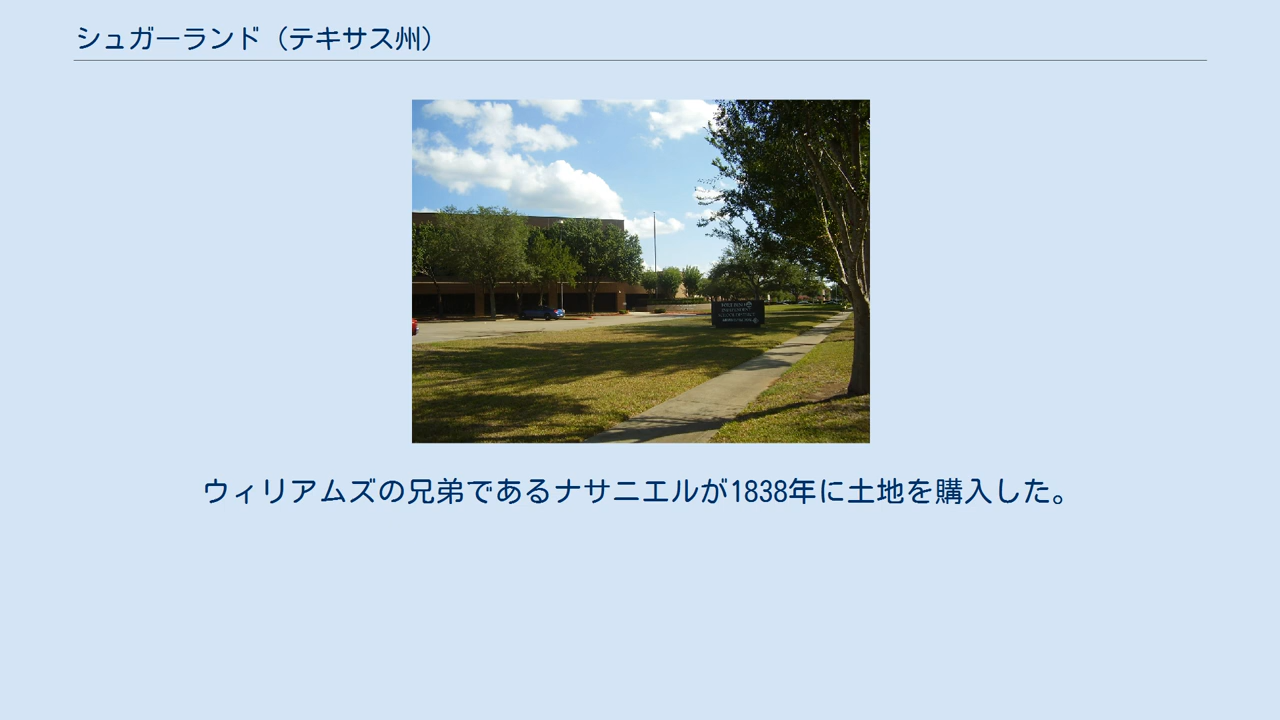 シュガーランド（テキサス州）
ウィリアムズの兄弟であるナサニエルが1838年に土地を購入した。